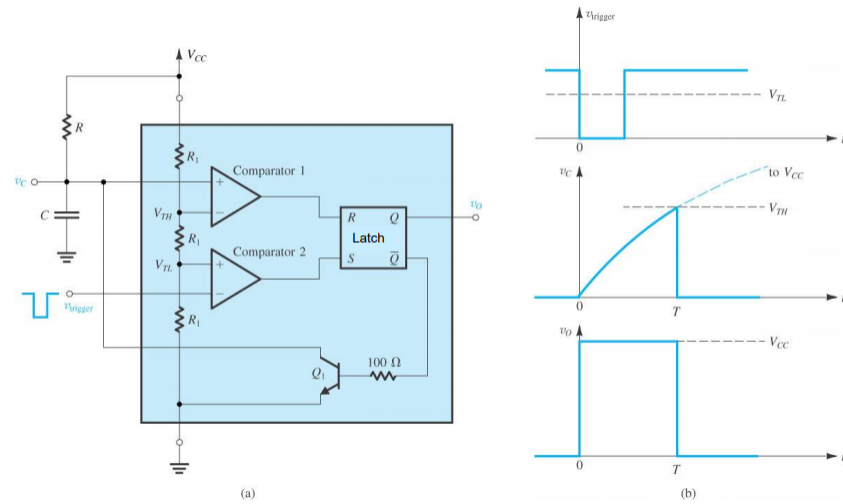 V_CC
R
R_1
Comparator 1
v_C
+
−
V_TH
C
R_1
R Q
v_O
Latch
Comparator 2
V_TL
+
S Q̅
−
v_trigger
R_1
100 Ω
Q_1
(a)
v_trigger
V_TL
0
v_C
to V_CC
V_TH
0
T
v_O
V_CC
0
T
(b)